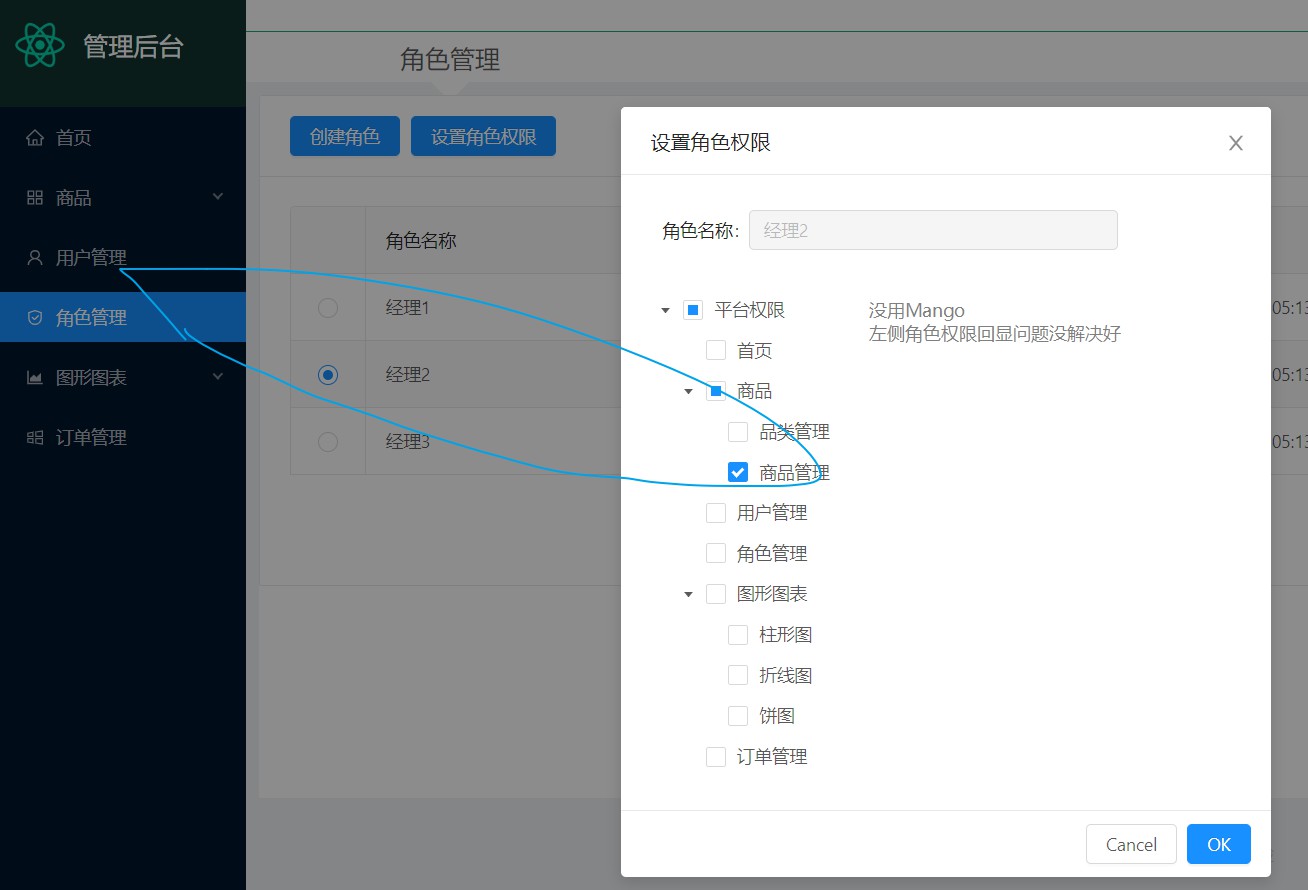 管理后台
首页
商品
用户管理
角色管理
图形图表
订单管理
角色管理
创建角色
设置角色权限
角色名称
经理1
经理2
经理3
05:13
05:13
05:13
设置角色权限
角色名称:
经理2
平台权限
首页
商品
品类管理
商品管理
用户管理
角色管理
图形图表
柱形图
折线图
饼图
订单管理
没用Mango
左侧角色权限回显问题没解决好
Cancel
OK